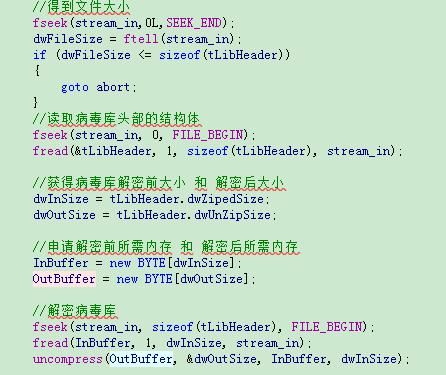 //得到文件大小
fseek(stream_in,0L,SEEK_END);
dwFileSize = ftell(stream_in);
if (dwFileSize <= sizeof(tLibHeader))
{
goto abort;
}
//读取病毒库头部的结构体
fseek(stream_in, 0, FILE_BEGIN);
fread(&tLibHeader, 1, sizeof(tLibHeader), stream_in);
//获得病毒库解密前大小 和 解密后大小
dwInSize = tLibHeader.dwZipedSize;
dwOutSize = tLibHeader.dwUnZipSize;
//申请解密前所需内存 和 解密后所需内存
InBuffer = new BYTE[dwInSize];
OutBuffer = new BYTE[dwOutSize];
//解密病毒库
fseek(stream_in, sizeof(tLibHeader), FILE_BEGIN);
fread(InBuffer, 1, dwInSize, stream_in);
uncompress(OutBuffer, &dwOutSize, InBuffer, dwInSize);